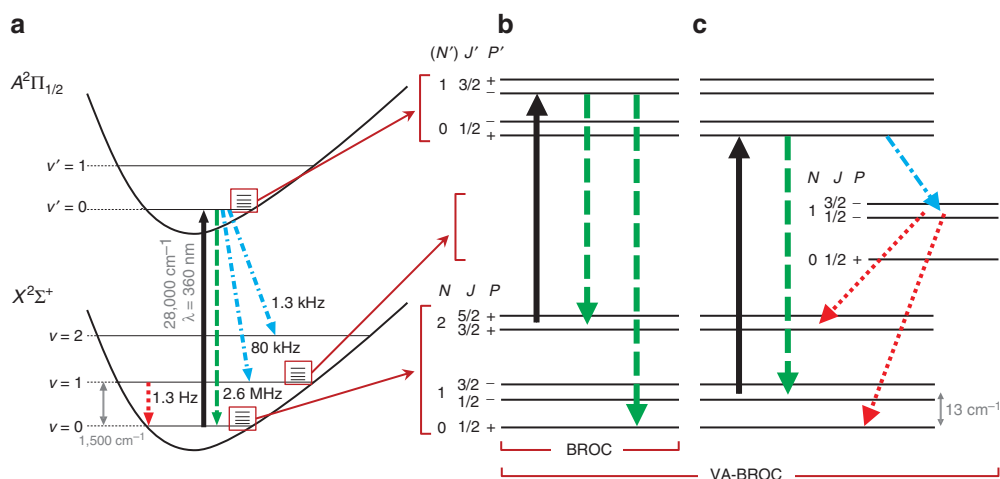 a
b
c
(N′) J′ P′
A²Π₁/₂
1 3/2 +
−
0 1/2 −
+
v′ = 1
v′ = 0
28,000 cm⁻¹
λ = 360 nm
N J P
1 3/2 −
1/2 −
0 1/2 +
X²Σ⁺
1.3 kHz
80 kHz
v = 2
v = 1
1.3 Hz
2.6 MHz
v = 0
1,500 cm⁻¹
N J P
2 5/2 +
3/2 +
1 3/2 −
1/2 −
0 1/2 +
13 cm⁻¹
BROC
VA-BROC